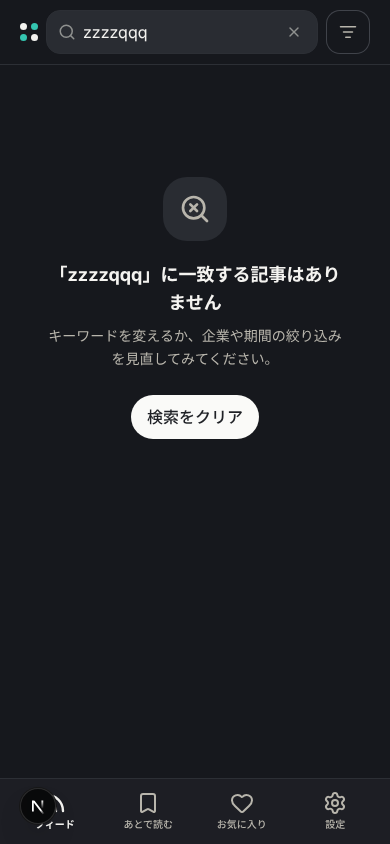 zzzzqqq
「zzzzqqq」に一致する記事はあり
ません
キーワードを変えるか、企業や期間の絞り込み
を見直してみてください。
検索をクリア
N
ィード
あとで読む
お気に入り
設定